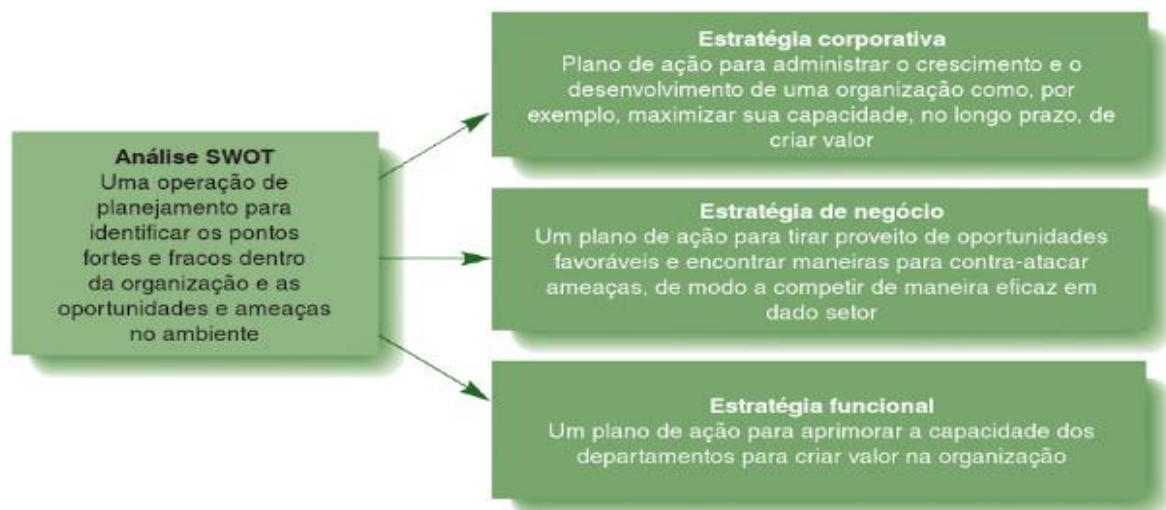 Análise SWOT
Uma operação de
planejamento para
identificar os pontos
fortes e fracos dentro
da organização e as
oportunidades e ameaças
no ambiente
Estratégia corporativa
Plano de ação para administrar o crescimento e o
desenvolvimento de uma organização como, por
exemplo, maximizar sua capacidade, no longo prazo, de
criar valor
Estratégia de negócio
Um plano de ação para tirar proveito de oportunidades
favoráveis e encontrar maneiras para contra-atacar
ameaças, de modo a competir de maneira eficaz em
dado setor
Estratégia funcional
Um plano de ação para aprimorar a capacidade dos
departamentos para criar valor na organização